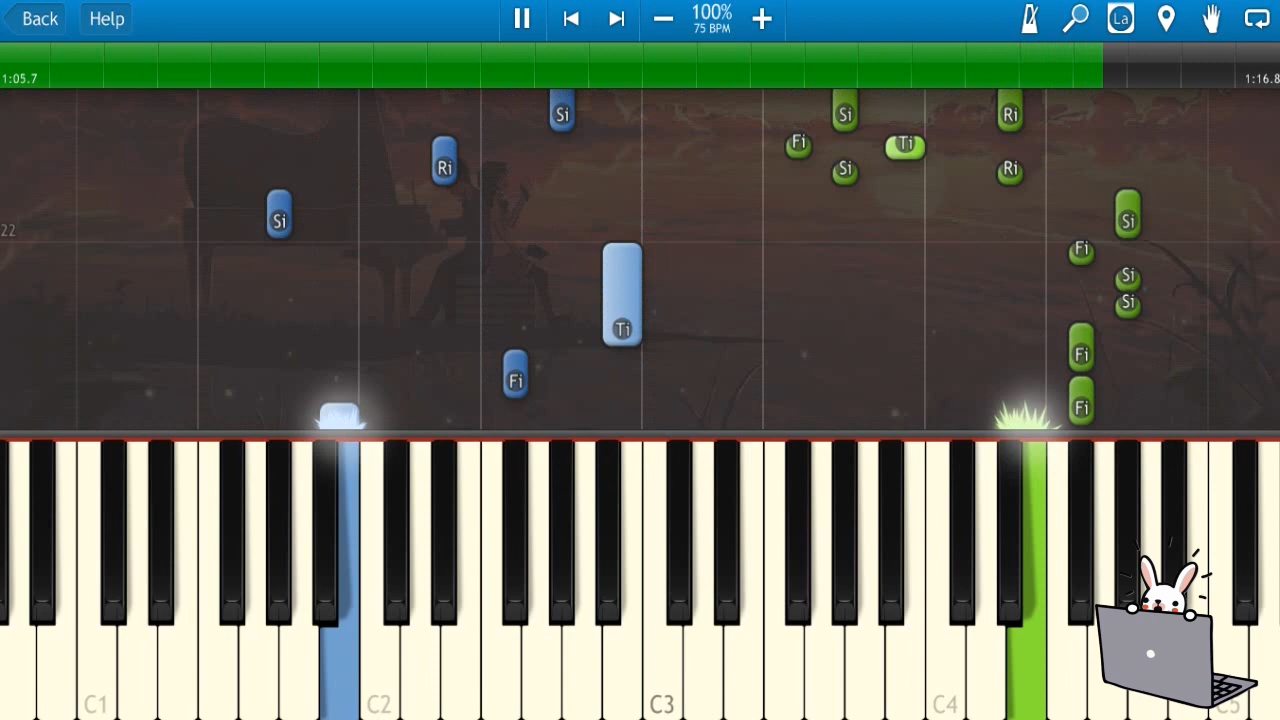 Back Help 100% La
75 BPM
1:05.7 1:16.8
Si Si Si Ri
Ri Fi Ti
Si Ri
Si Si
22
Fi
Si
Si
Ti
Fi
Fi
Fi
C1 C2 C3 C4 C5